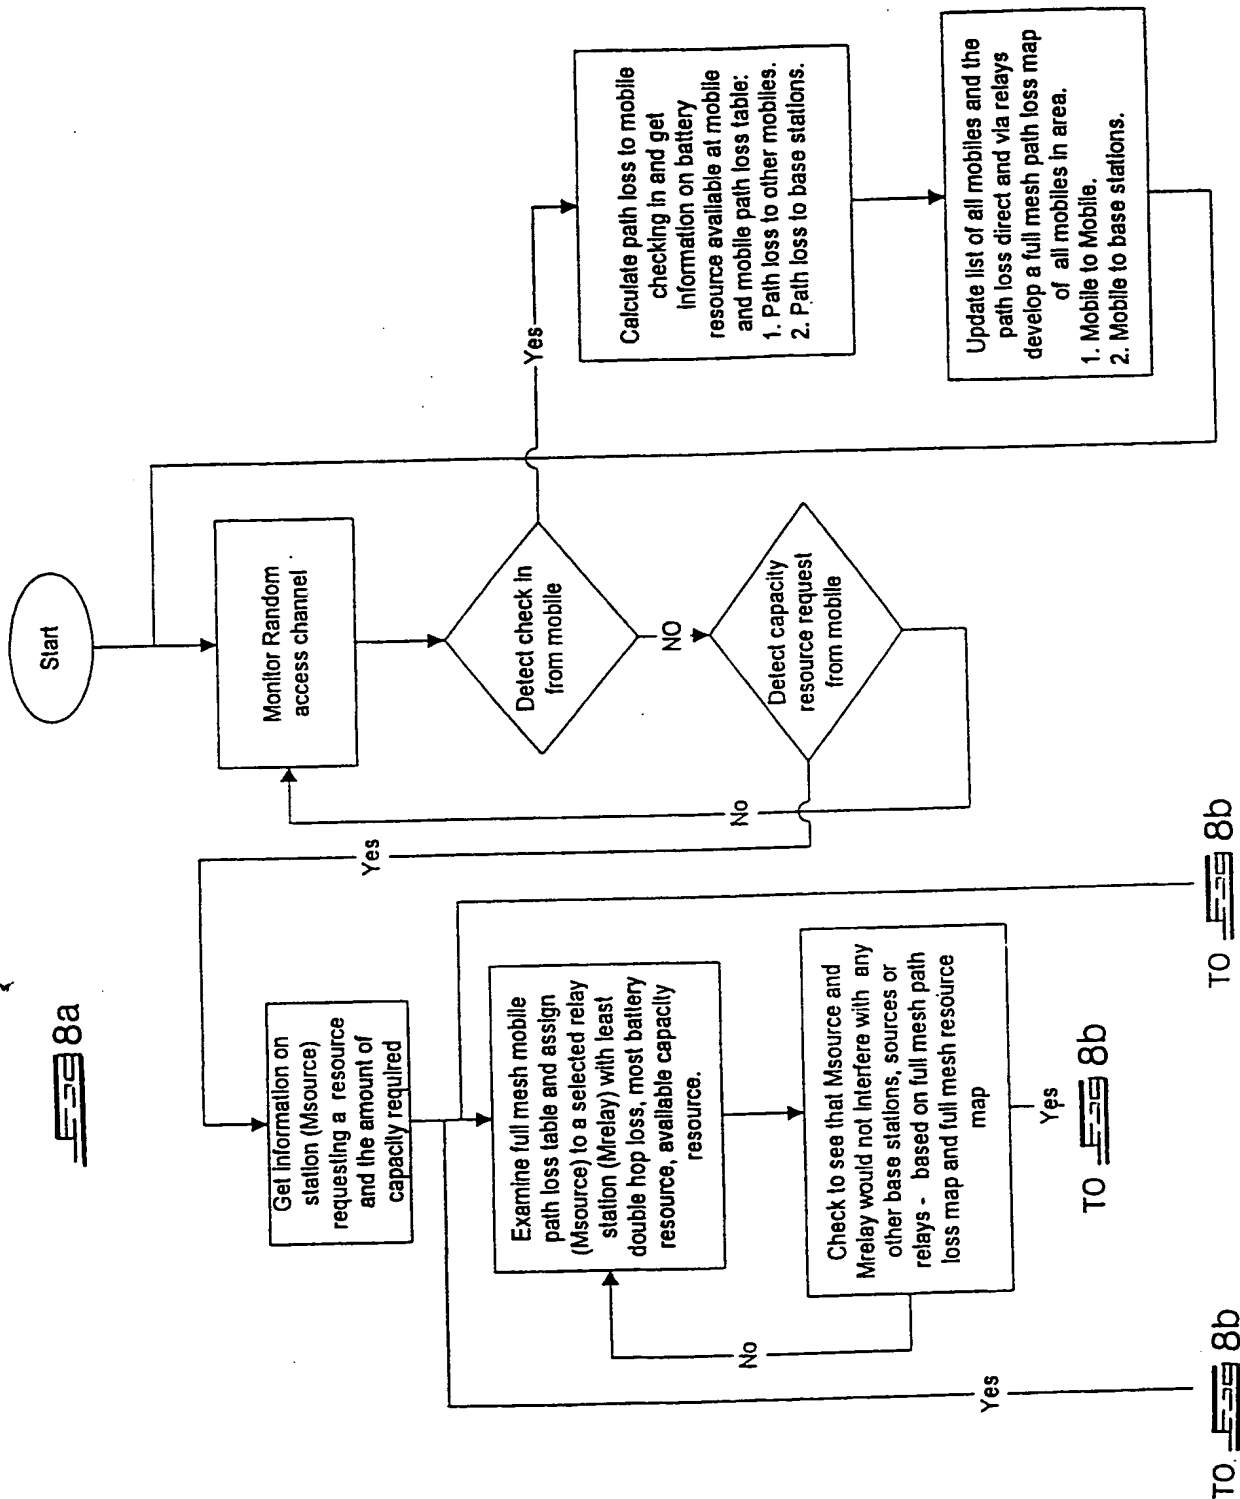 Fig 8a
Start
Monitor Random
access channel
Detect check in
from mobile
Yes
NO
Calculate path loss to mobile
checking in and get
information on battery
resource available at mobile
and mobile path loss table:
1. Path loss to other mobiles.
2. Path loss to base stations.
Update list of all mobiles and the
path loss direct and via relays
develop a full mesh path loss map
of all mobiles in area.
1. Mobile to Mobile.
2. Mobile to base stations.
Detect capacity
resource request
from mobile
No
Yes
Get information on
station (Msource)
requesting a resource
and the amount of
capacity required
Examine full mesh mobile
path loss table and assign
(Msource) to a selected relay
station (Mrelay) with least
double hop loss, most battery
resource, available capacity
resource.
Check to see that Msource and
Mrelay would not Interfere with any
other base stations, sources or
relays - based on full mesh path
loss map and full mesh resource
map
No
Yes
Yes
TO Fig 8b
TO Fig 8b
TO. Fig 8b